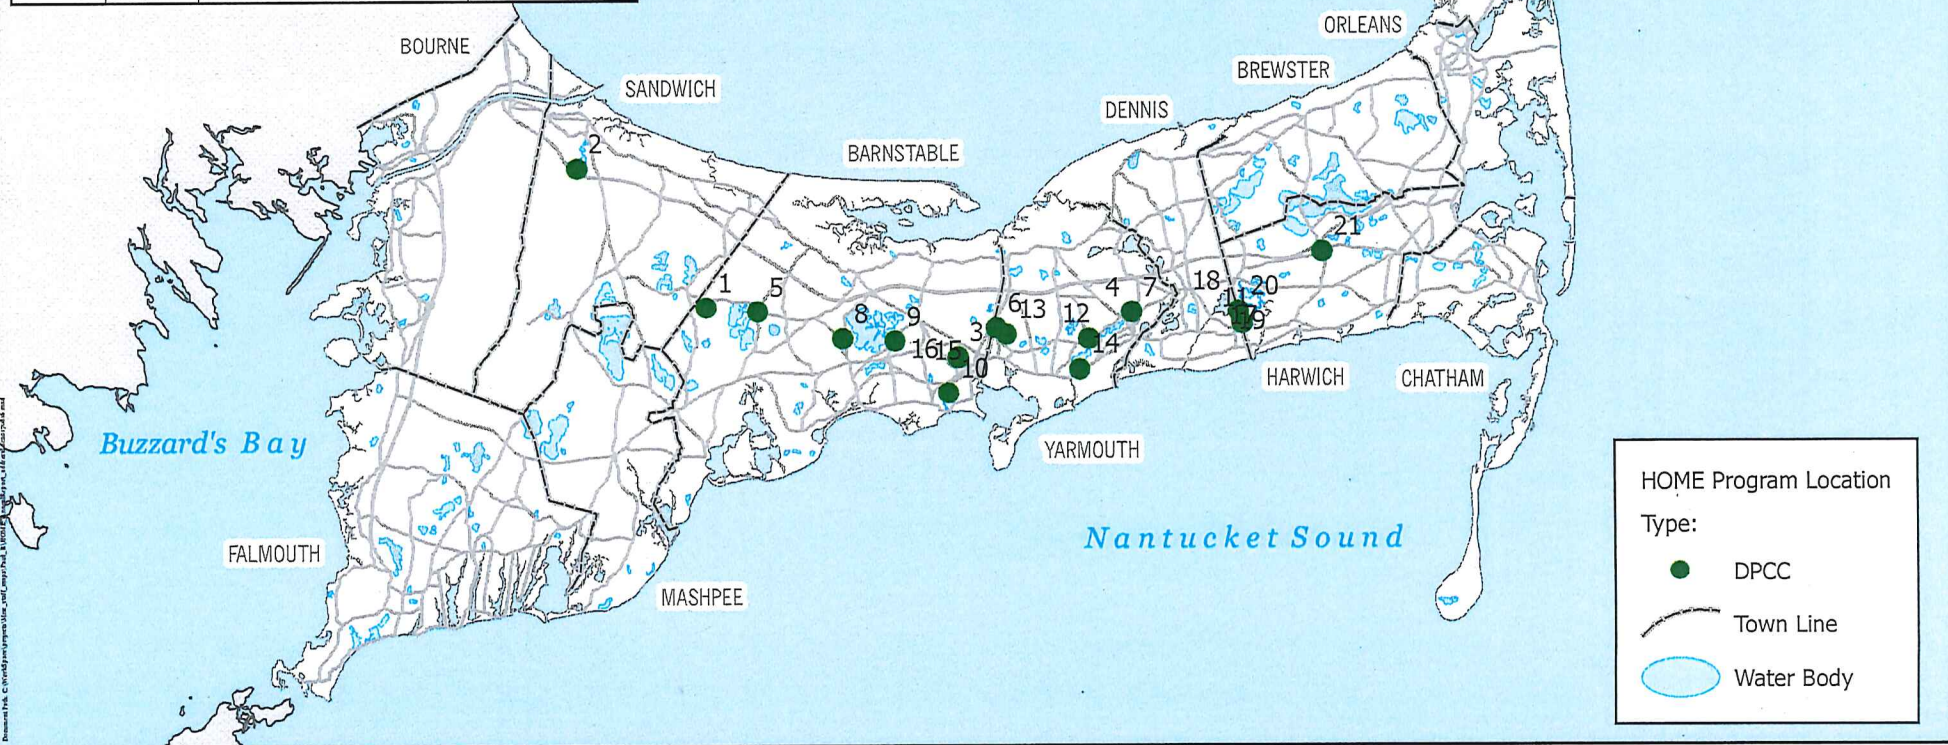 ORLEANS
BOURNE
BREWSTER
SANDWICH
DENNIS
2
BARNSTABLE
21
1
5
4
7
18
20
11
6
13
12
8
9
3
17
19
16
15
14
10
HARWICH
CHATHAM
Buzzard's Bay
YARMOUTH
Nantucket Sound
FALMOUTH
MASHPEE
HOME Program Location
Type:
DPCC
Town Line
Water Body